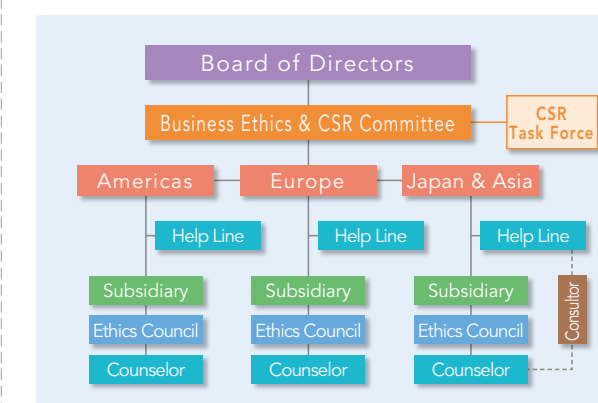 Board of Directors
Business Ethics & CSR Committee
CSR
Task Force
Americas
Europe
Japan & Asia
Help Line
Help Line
Help Line
Subsidiary
Subsidiary
Subsidiary
Consultor
Ethics Council
Ethics Council
Ethics Council
Counselor
Counselor
Counselor